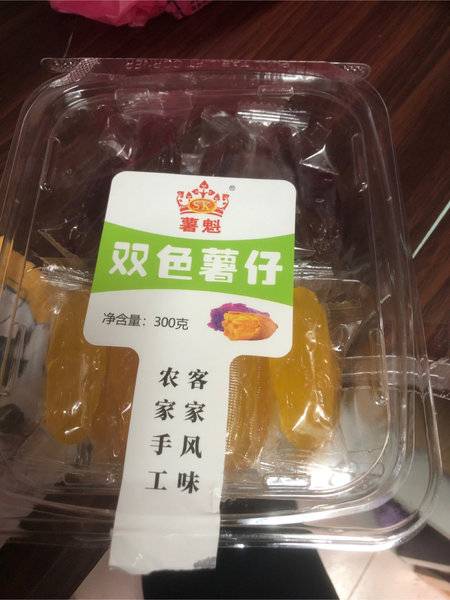 SK
®
薯魁
双色薯仔
净含量：300克
客家风味
农家手工